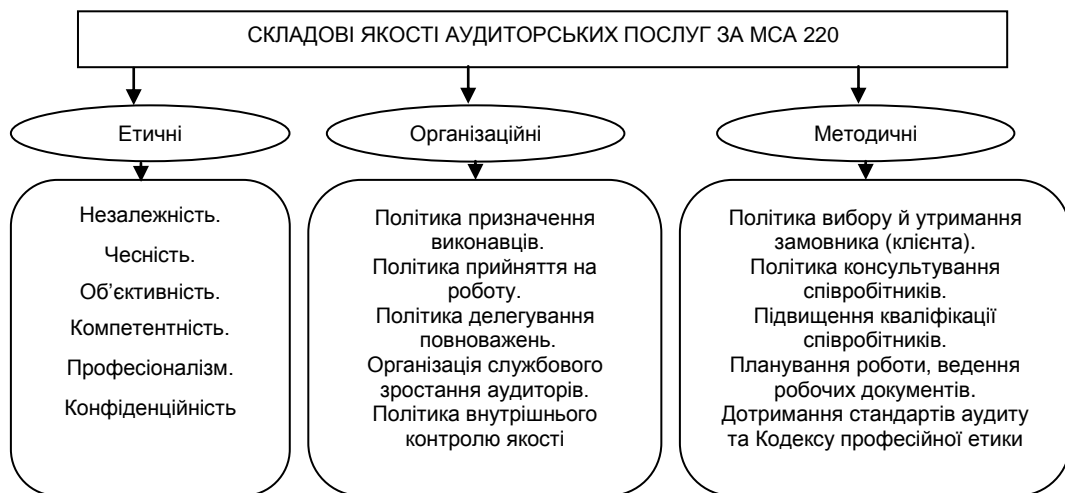 СКЛАДОВІ ЯКОСТІ АУДИТОРСЬКИХ ПОСЛУГ ЗА МСА 220
Етичні
Організаційні
Методичні
Незалежність.
Чесність.
Об’єктивність.
Компетентність.
Професіоналізм.
Конфіденційність
Політика призначення
виконавців.
Політика прийняття на
роботу.
Політика делегування
повноважень.
Організація службового
зростання аудиторів.
Політика внутрішнього
контролю якості
Політика вибору й утримання
замовника (клієнта).
Політика консультування
співробітників.
Підвищення кваліфікації
співробітників.
Планування роботи, ведення
робочих документів.
Дотримання стандартів аудиту
та Кодексу професійної етики